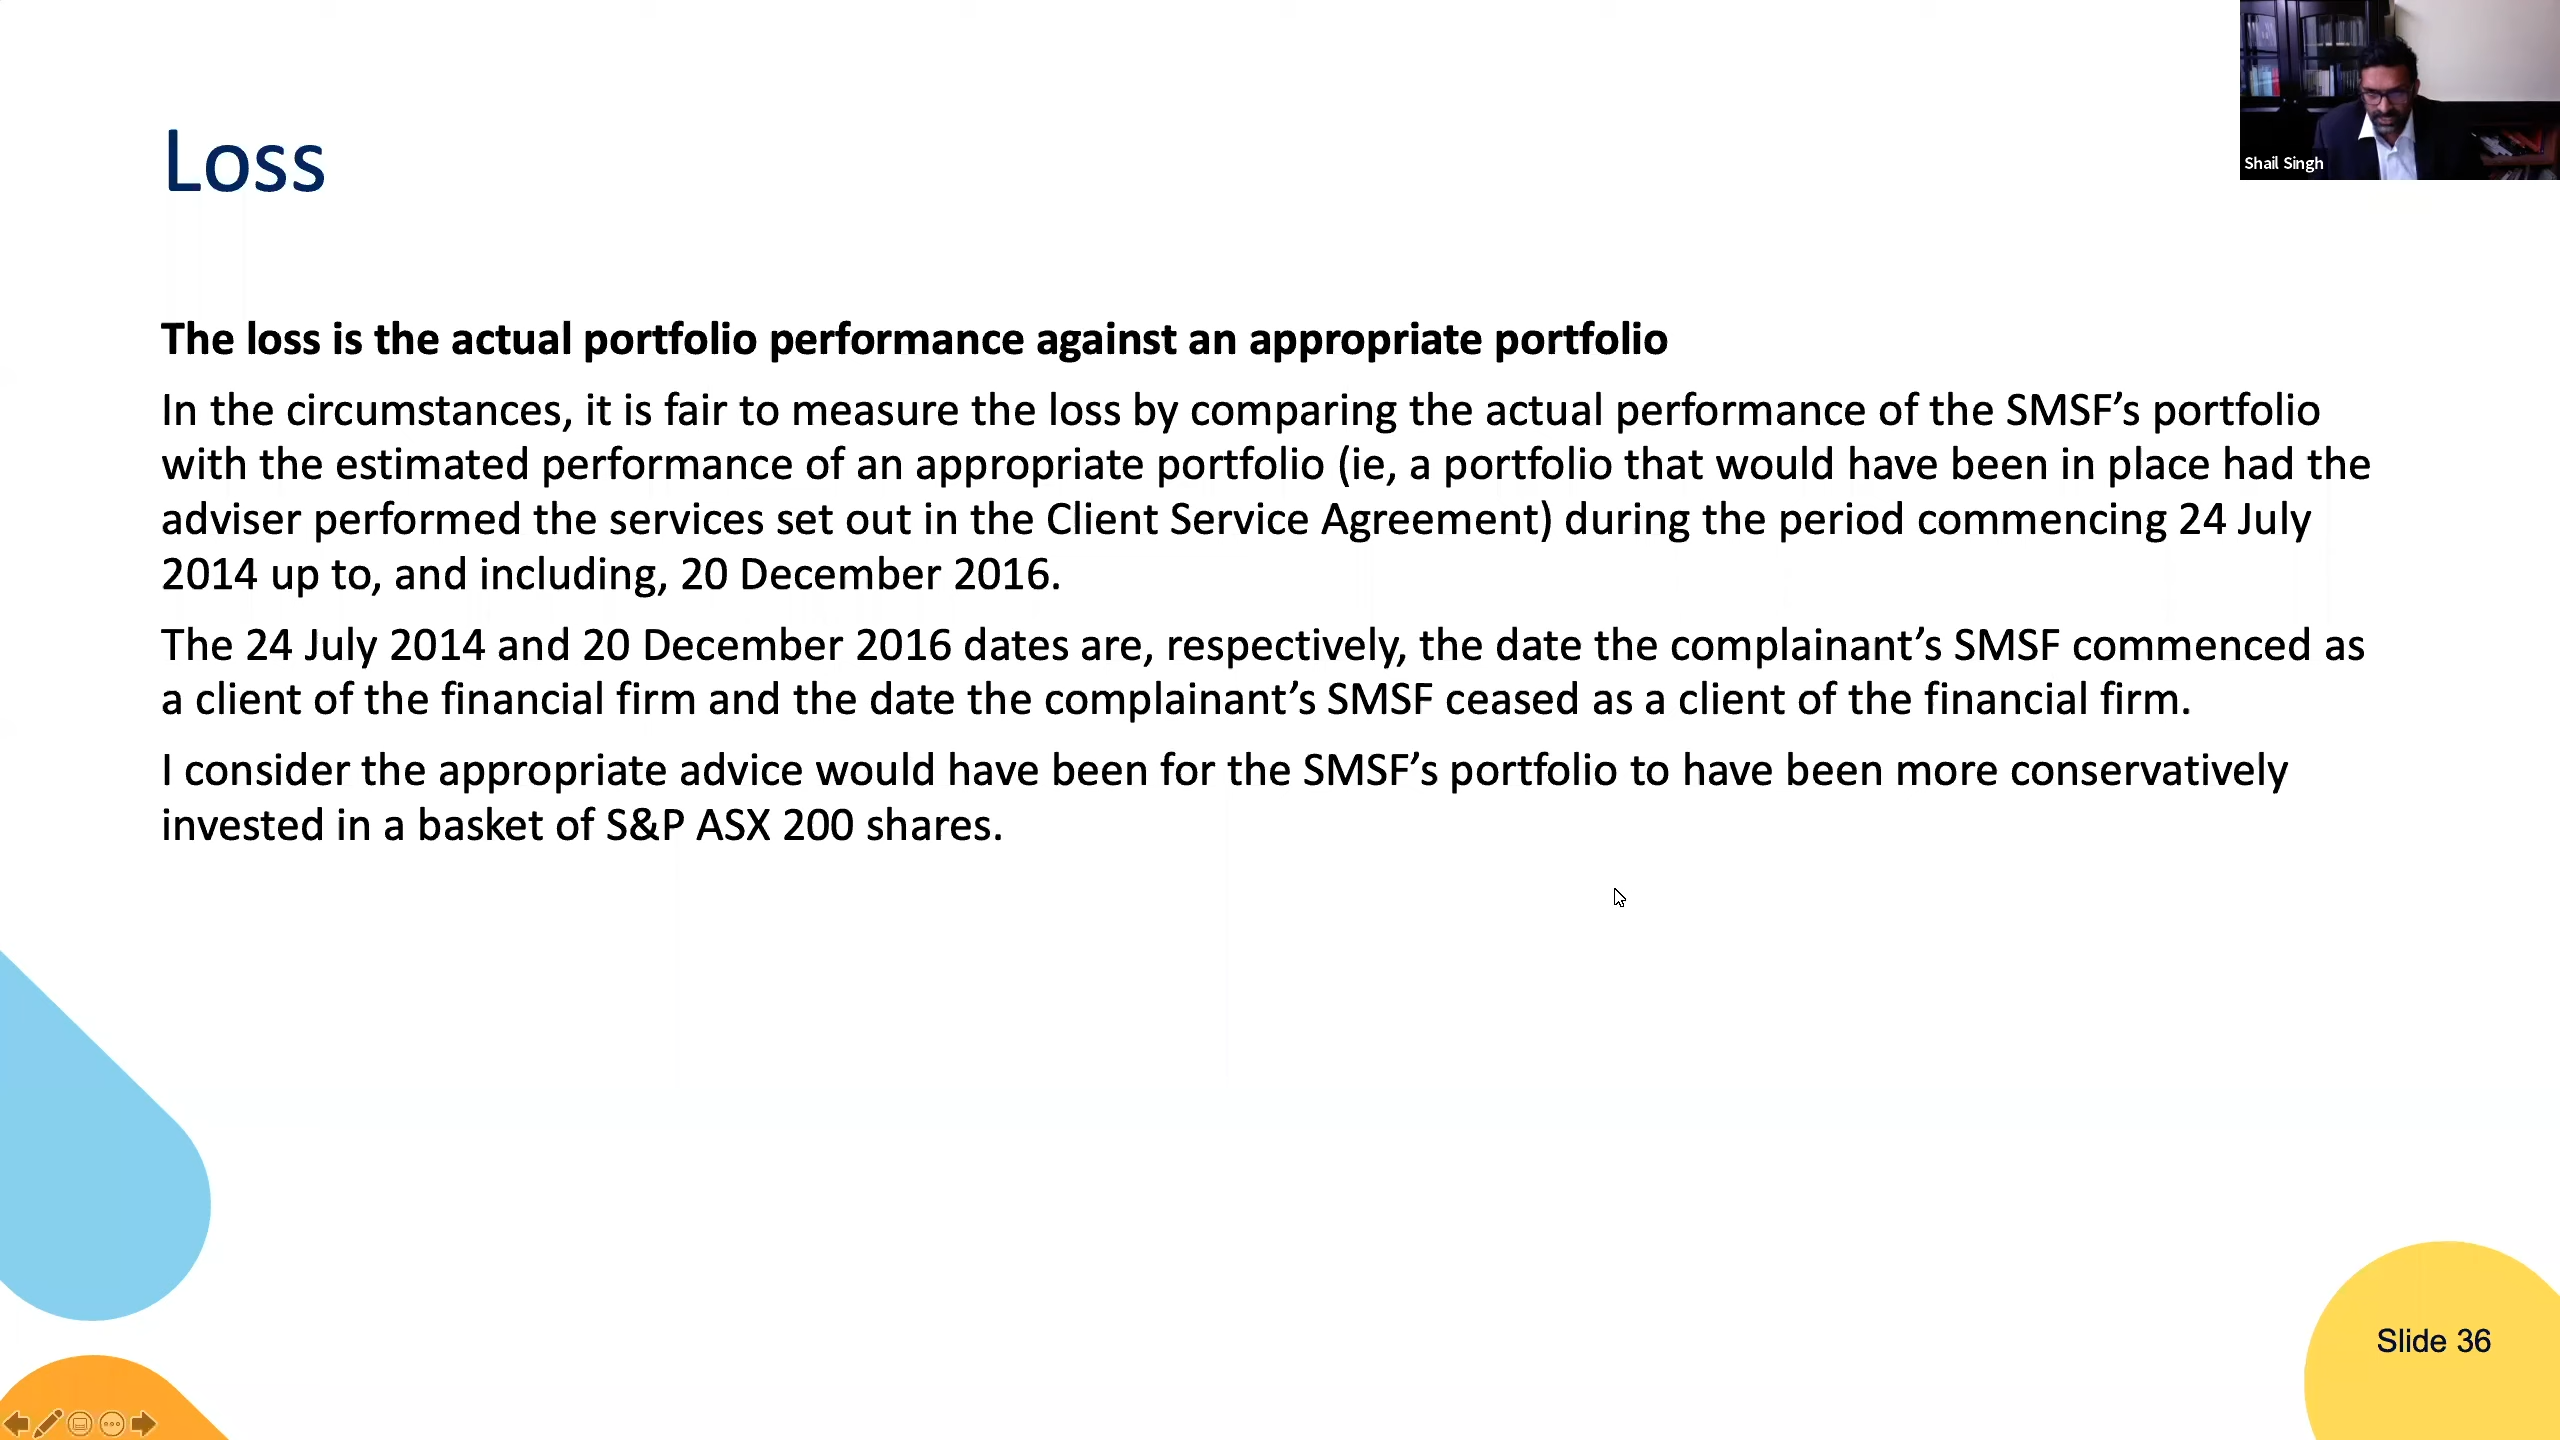 Loss
Shail Singh
The loss is the actual portfolio performance against an appropriate portfolio
In the circumstances, it is fair to measure the loss by comparing the actual performance of the SMSF’s portfolio
with the estimated performance of an appropriate portfolio (ie, a portfolio that would have been in place had the
adviser performed the services set out in the Client Service Agreement) during the period commencing 24 July
2014 up to, and including, 20 December 2016.
The 24 July 2014 and 20 December 2016 dates are, respectively, the date the complainant’s SMSF commenced as
a client of the financial firm and the date the complainant’s SMSF ceased as a client of the financial firm.
I consider the appropriate advice would have been for the SMSF’s portfolio to have been more conservatively
invested in a basket of S&P ASX 200 shares.
Slide 36